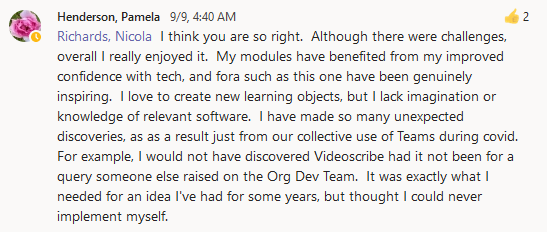 Henderson, Pamela 9/9, 4:40 AM 2
Richards, Nicola I think you are so right. Although there were challenges,
overall I really enjoyed it. My modules have benefited from my improved
confidence with tech, and fora such as this one have been genuinely
inspiring. I love to create new learning objects, but I lack imagination or
knowledge of relevant software. I have made so many unexpected
discoveries, as as a result just from our collective use of Teams during covid.
For example, I would not have discovered Videoscribe had it not been for a
query someone else raised on the Org Dev Team. It was exactly what I
needed for an idea I've had for some years, but thought I could never
implement myself.